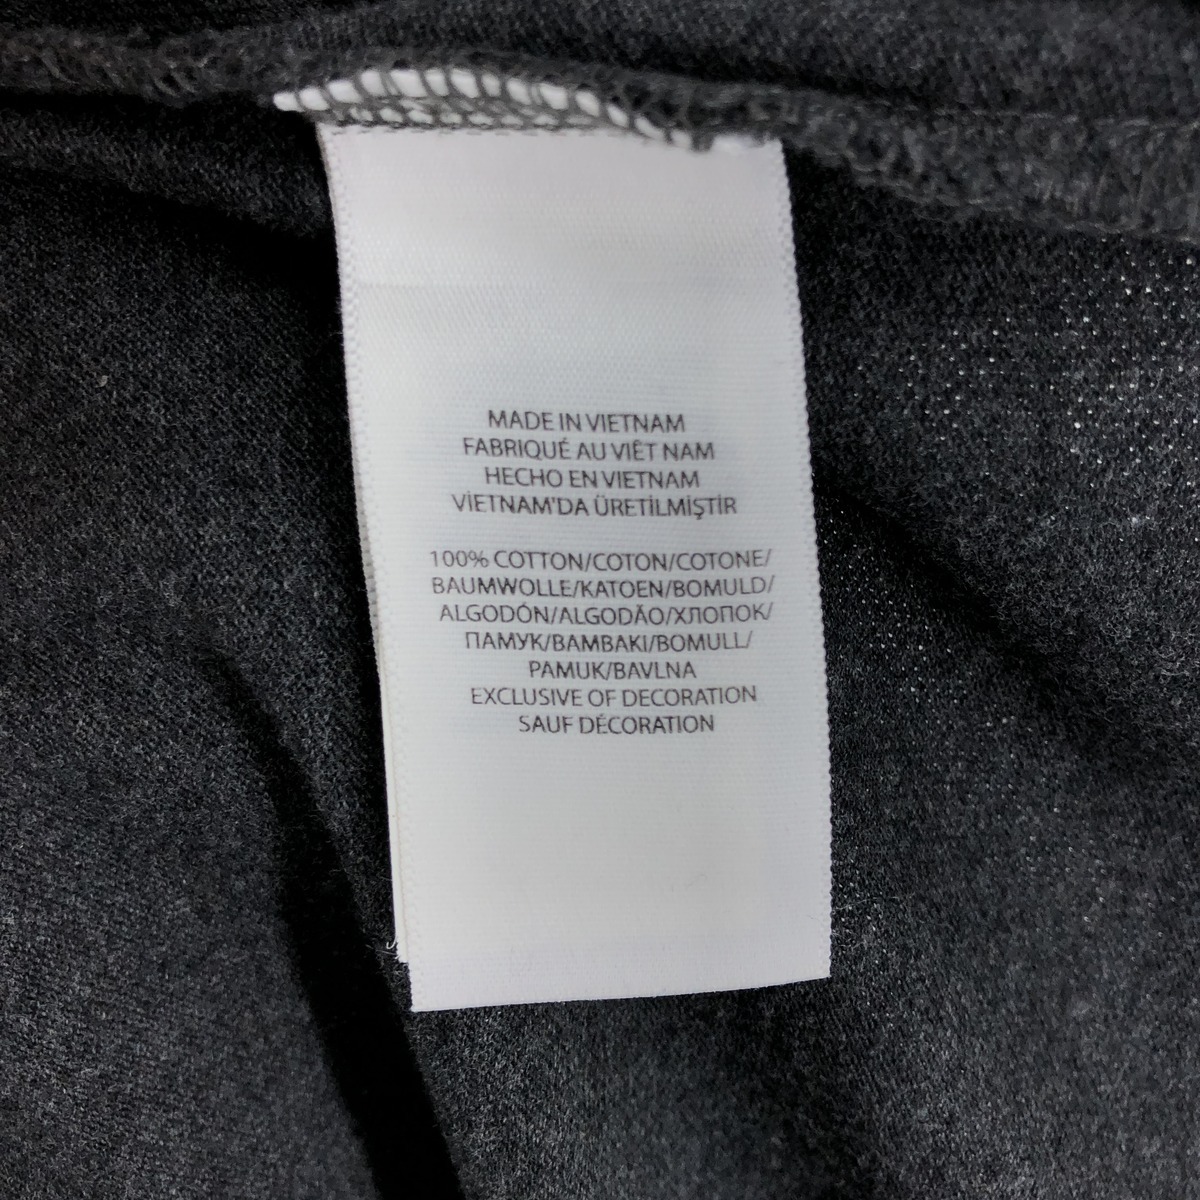 MADE IN VIETNAM
FABRIQUÉ AU VIÊT NAM
HECHO EN VIETNAM
VİETNAM'DA ÜRETİLMİŞTİR
100% COTTON/COTON/COTONE/
BAUMWOLLE/KATOEN/BOMULD/
ALGODÓN/ALGODÃO/ХЛОПОК/
ПАМУК/BAMBAKI/BOMULL/
PAMUK/BAVLNA
EXCLUSIVE OF DECORATION
SAUF DÉCORATION